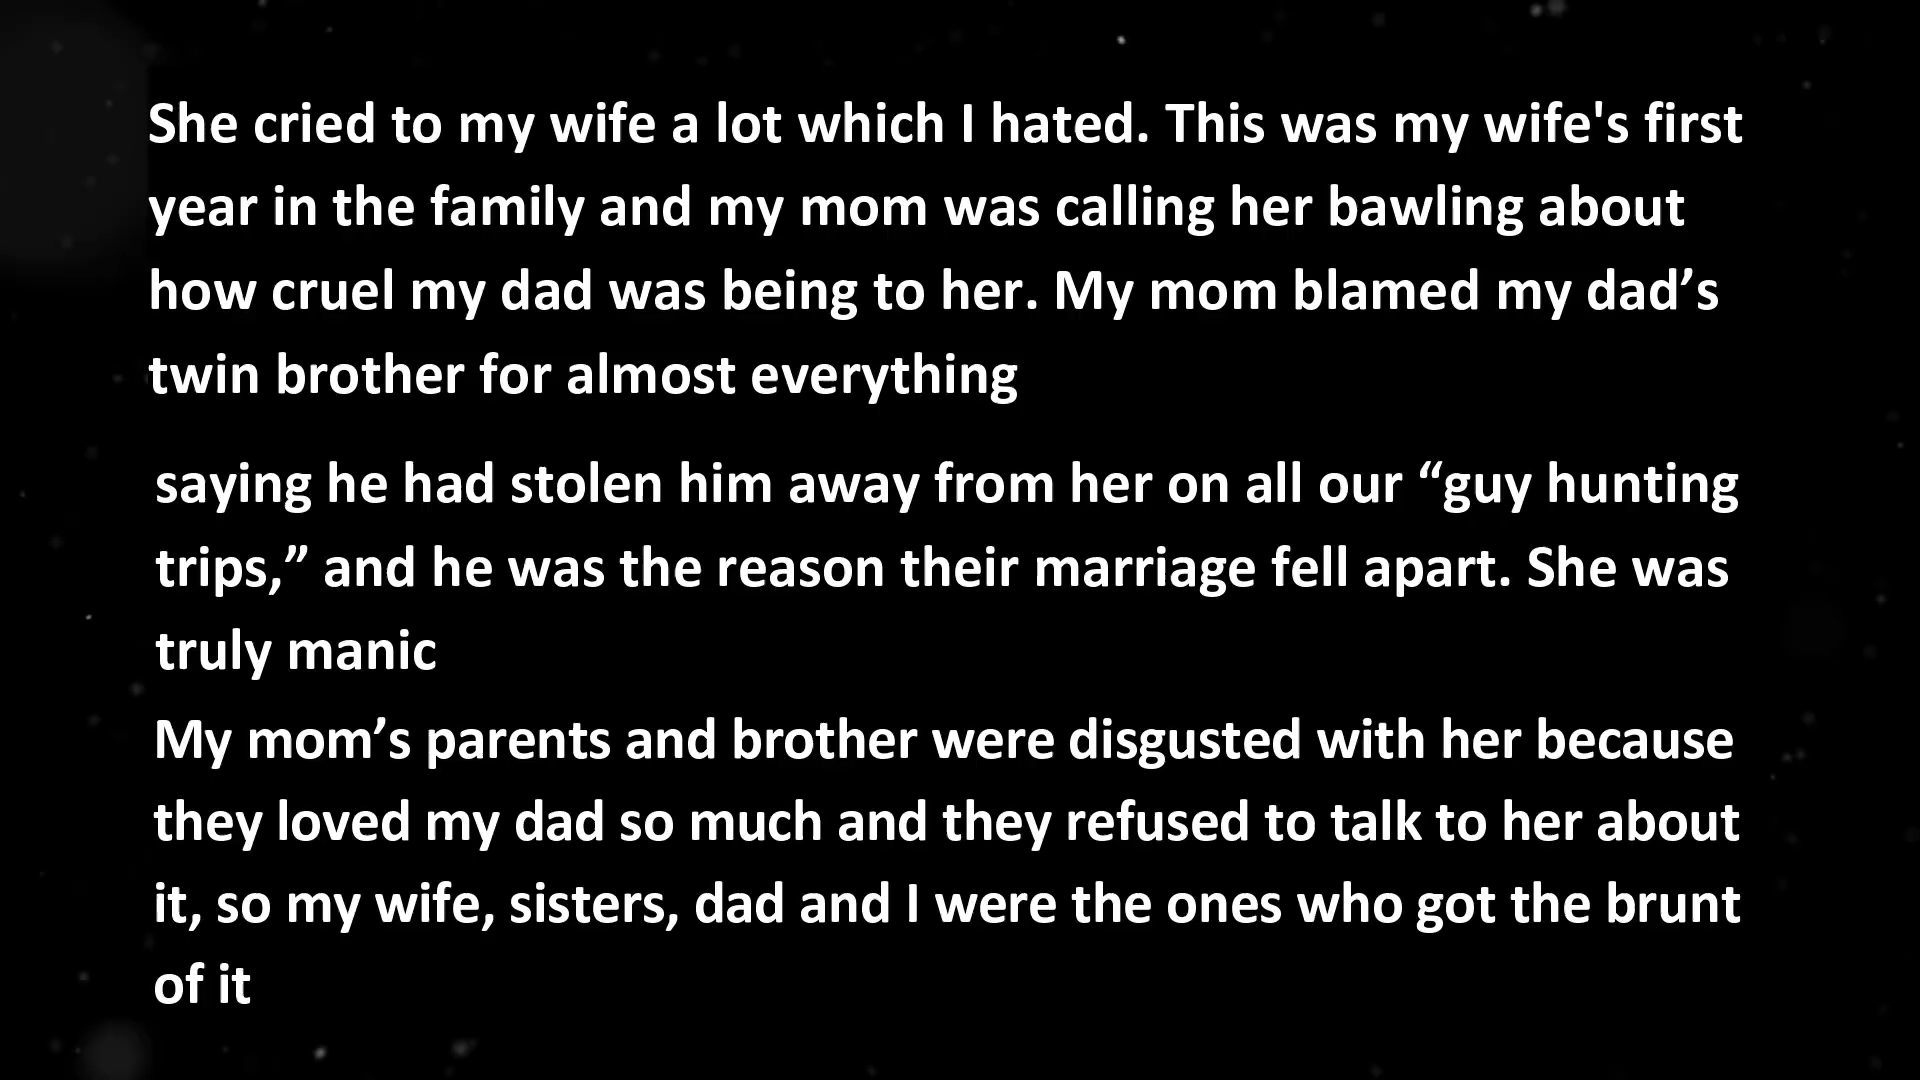 She cried to my wife a lot which I hated. This was my wife's first
year in the family and my mom was calling her bawling about
how cruel my dad was being to her. My mom blamed my dad’s
twin brother for almost everything
saying he had stolen him away from her on all our “guy hunting
trips,” and he was the reason their marriage fell apart. She was
truly manic
My mom’s parents and brother were disgusted with her because
they loved my dad so much and they refused to talk to her about
it, so my wife, sisters, dad and I were the ones who got the brunt
of it